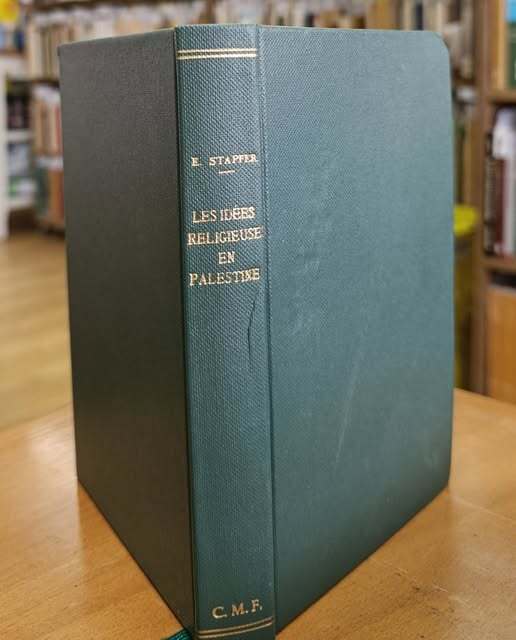 E. STAPFER
LES IDÉES
RELIGIEUSE
EN
PALESTINE
C. M. F.